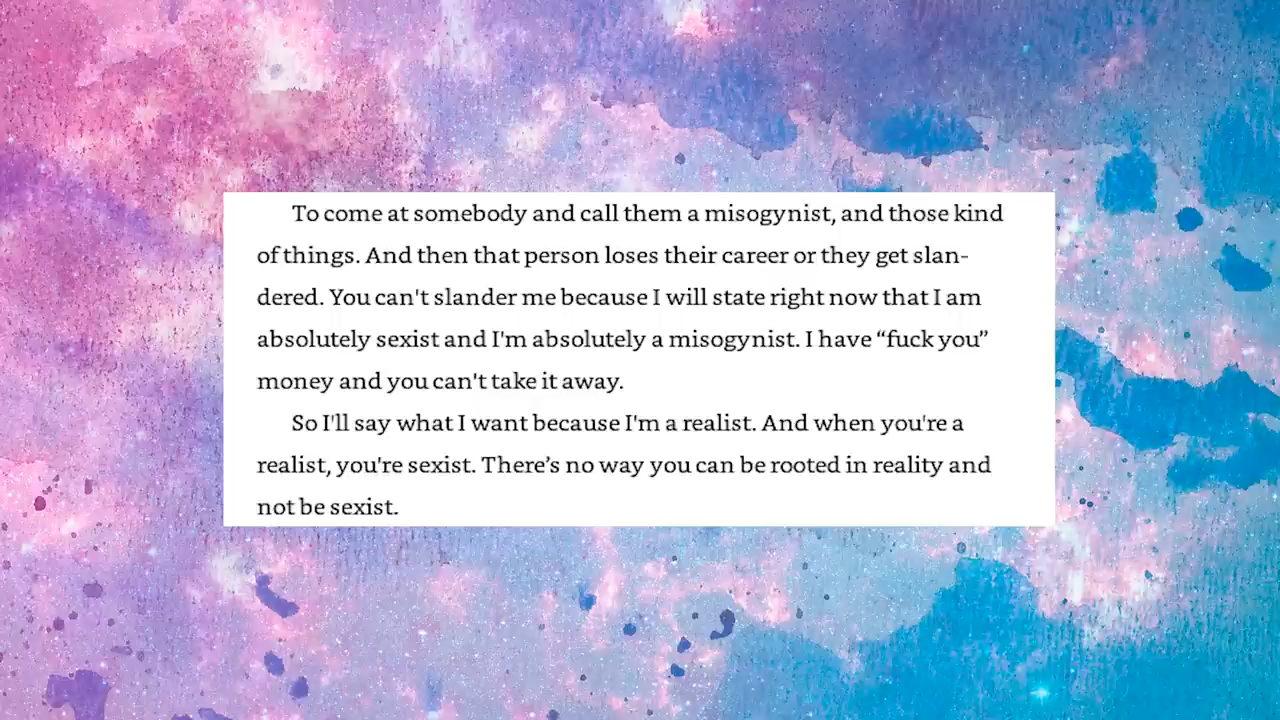 To come at somebody and call them a misogynist, and those kind
of things. And then that person loses their career or they get slan-
dered. You can't slander me because I will state right now that I am
absolutely sexist and I'm absolutely a misogynist. I have “fuck you”
money and you can't take it away.
So I'll say what I want because I'm a realist. And when you're a
realist, you're sexist. There’s no way you can be rooted in reality and
not be sexist.